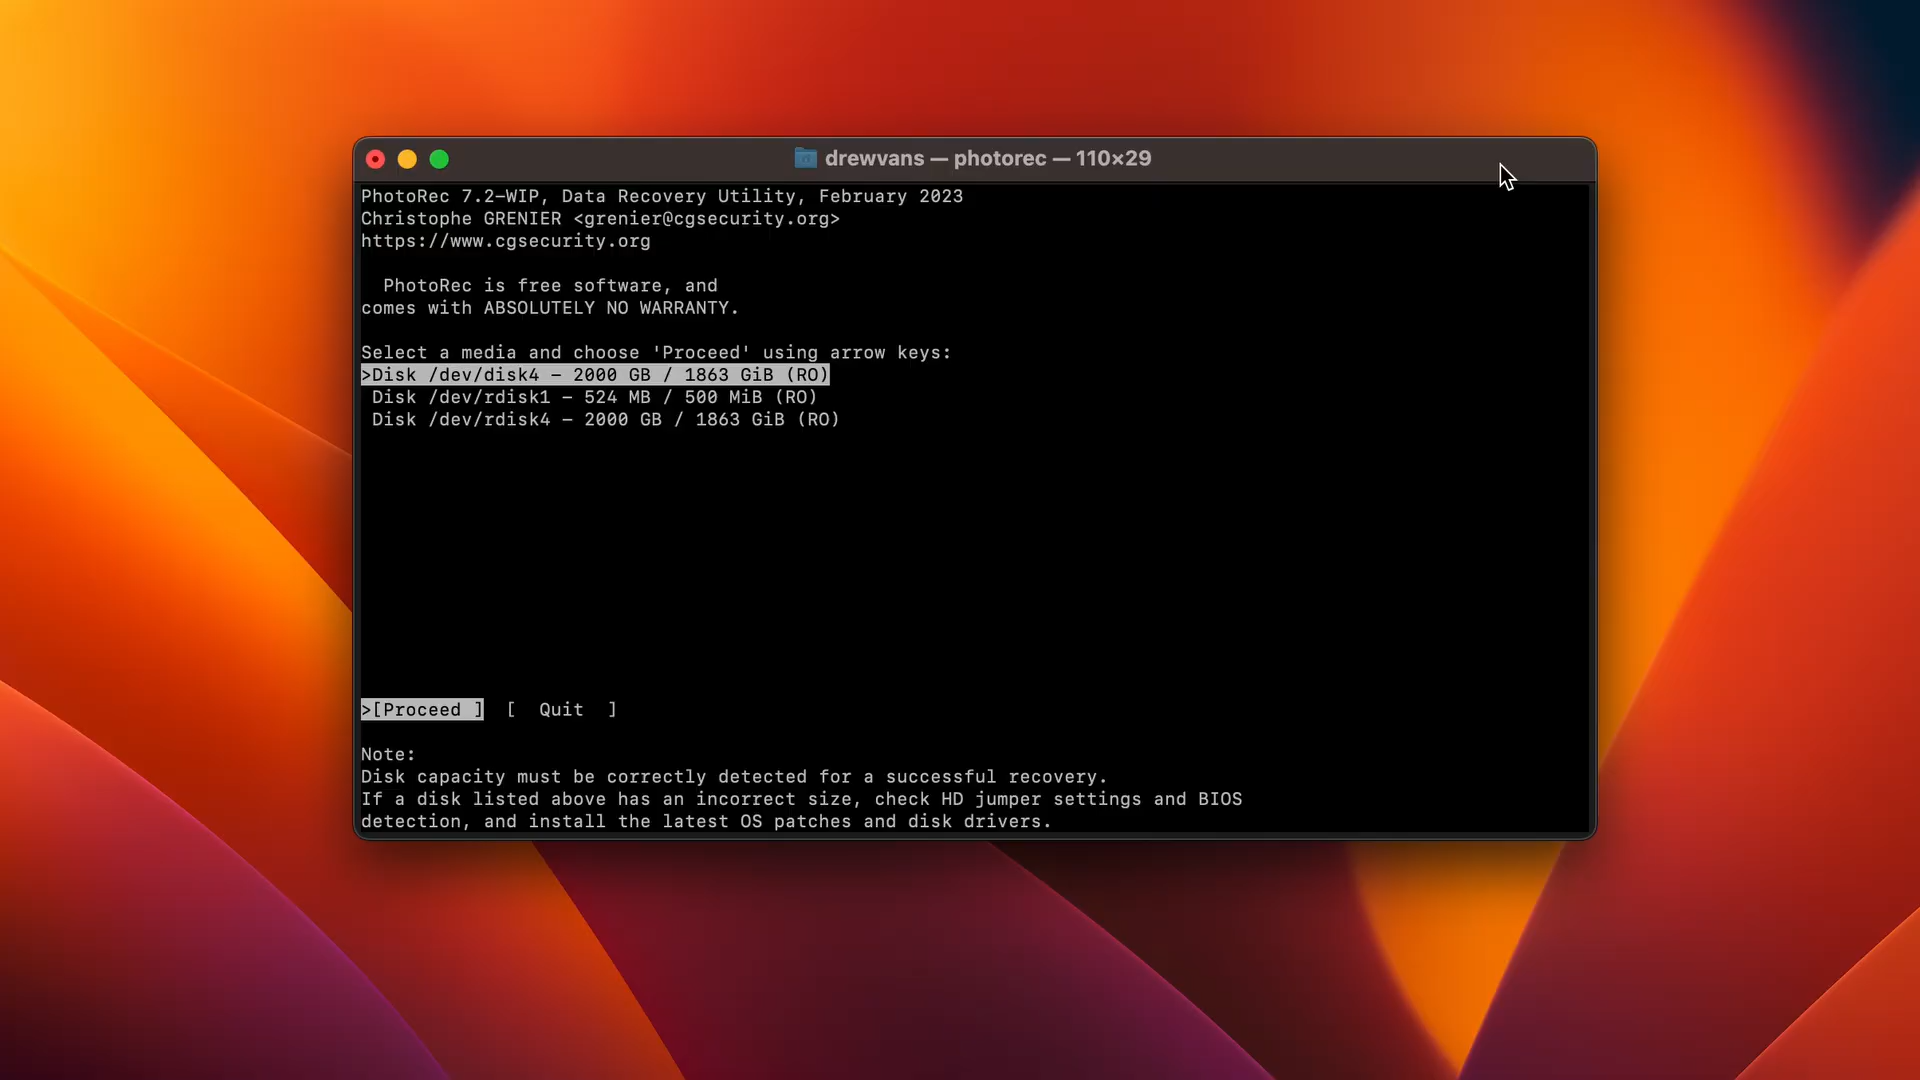 drewvans — photorec — 110×29
PhotoRec 7.2-WIP, Data Recovery Utility, February 2023
Christophe GRENIER <grenier@cgsecurity.org>
https://www.cgsecurity.org
PhotoRec is free software, and
comes with ABSOLUTELY NO WARRANTY.
Select a media and choose 'Proceed' using arrow keys:
>Disk /dev/disk4 - 2000 GB / 1863 GiB (RO)
Disk /dev/rdisk1 - 524 MB / 500 MiB (RO)
Disk /dev/rdisk4 - 2000 GB / 1863 GiB (RO)
>[Proceed ]  [  Quit  ]
Note:
Disk capacity must be correctly detected for a successful recovery.
If a disk listed above has an incorrect size, check HD jumper settings and BIOS
detection, and install the latest OS patches and disk drivers.